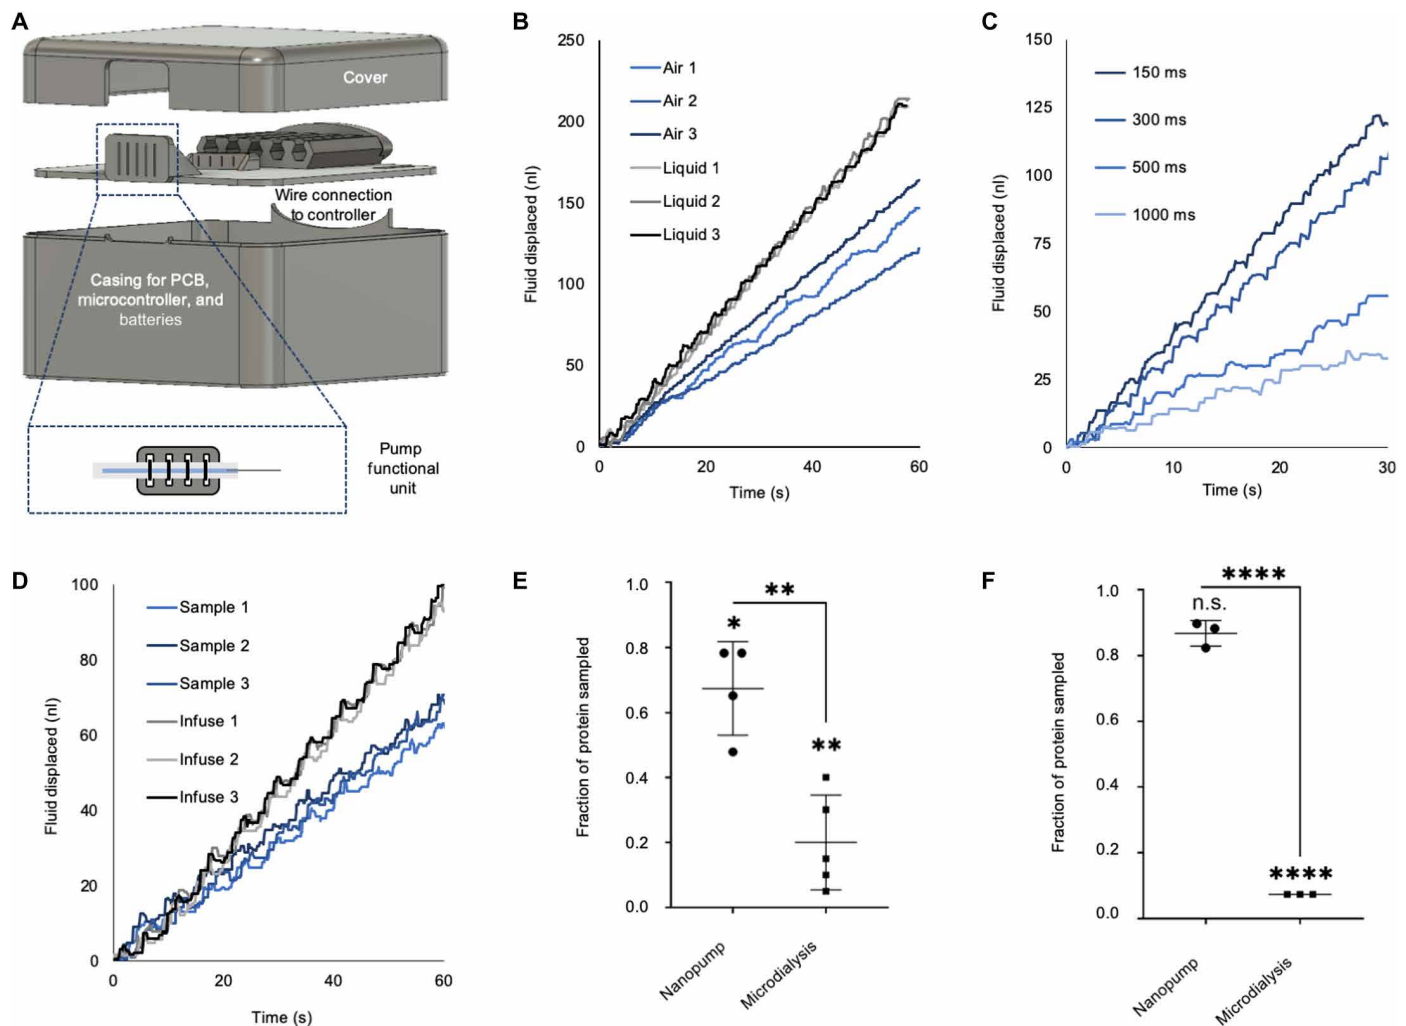 A
Cover
Wire connection
to controller
Casing for PCB,
microcontroller, and
batteries
Pump
functional
unit
B
250
200
150
100
50
0
0
20
40
60
Fluid displaced (nl)
Time (s)
Air 1
Air 2
Air 3
Liquid 1
Liquid 2
Liquid 3
C
150
125
100
75
50
25
0
0
10
20
30
Fluid displaced (nl)
Time (s)
150 ms
300 ms
500 ms
1000 ms
D
100
80
60
40
20
0
0
20
40
60
Fluid displaced (nl)
Time (s)
Sample 1
Sample 2
Sample 3
Infuse 1
Infuse 2
Infuse 3
E
1.0
0.8
0.6
0.4
0.2
0.0
Fraction of protein sampled
**
*
**
Nanopump
Microdialysis
F
1.0
0.8
0.6
0.4
0.2
0.0
Fraction of protein sampled
****
n.s.
****
Nanopump
Microdialysis